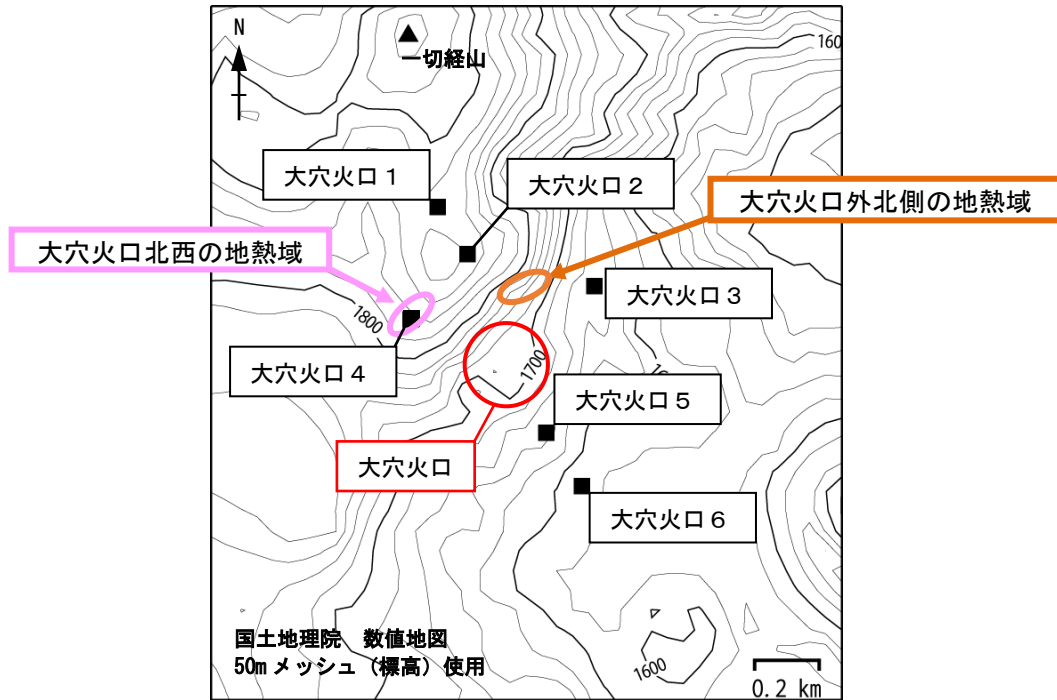 N
一切経山
160
大穴火口1
大穴火口2
大穴火口外北側の地熱域
大穴火口北西の地熱域
大穴火口3
1800
1700
大穴火口4
大穴火口5
大穴火口
大穴火口6
国土地理院 数値地図
50mメッシュ(標高)使用
1600
0.2 km